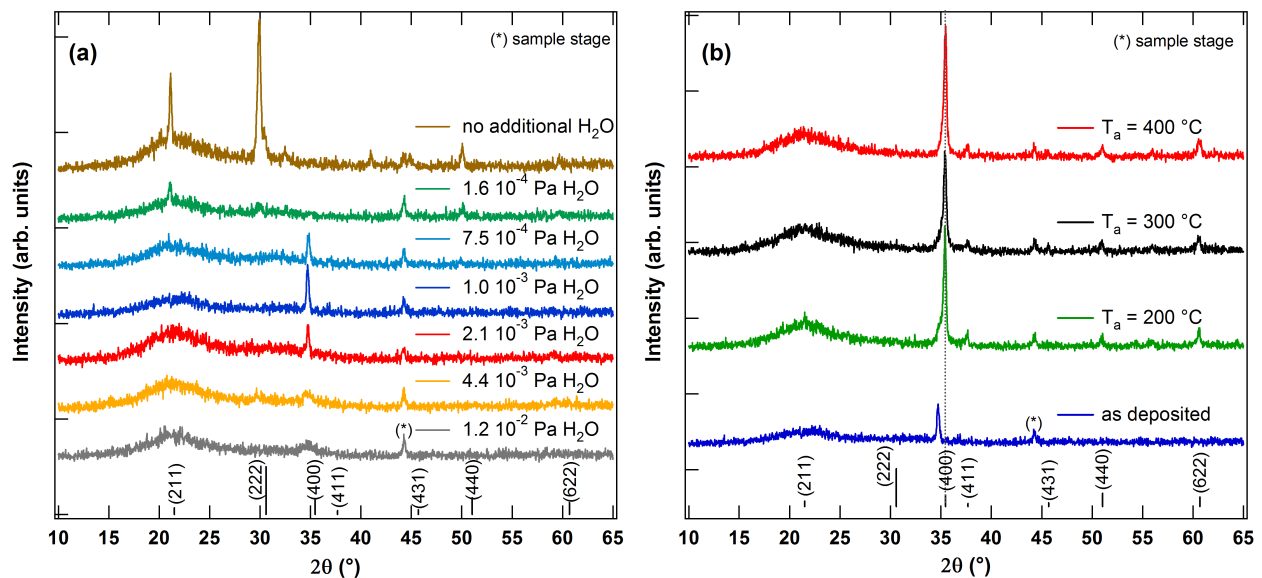 (a)
(*) sample stage
no additional H2O
1.6 10-4 Pa H2O
7.5 10-4 Pa H2O
1.0 10-3 Pa H2O
2.1 10-3 Pa H2O
4.4 10-3 Pa H2O
1.2 10-2 Pa H2O
(*)
(211)
(222)
(400)
(411)
(431)
(440)
(622)
10 15 20 25 30 35 40 45 50 55 60 65
2θ (°)
Intensity (arb. units)
(b)
(*) sample stage
Ta = 400 °C
Ta = 300 °C
Ta = 200 °C
as deposited
(*)
(211)
(222)
(400)
(411)
(431)
(440)
(622)
10 15 20 25 30 35 40 45 50 55 60 65
2θ (°)
Intensity (arb. units)